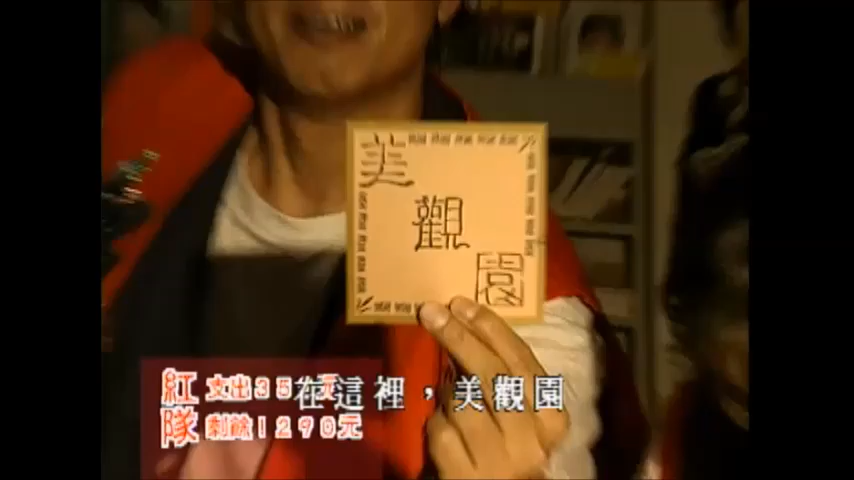 美
觀
園
紅隊
支出35元
剩餘1290元
在這裡，美觀園